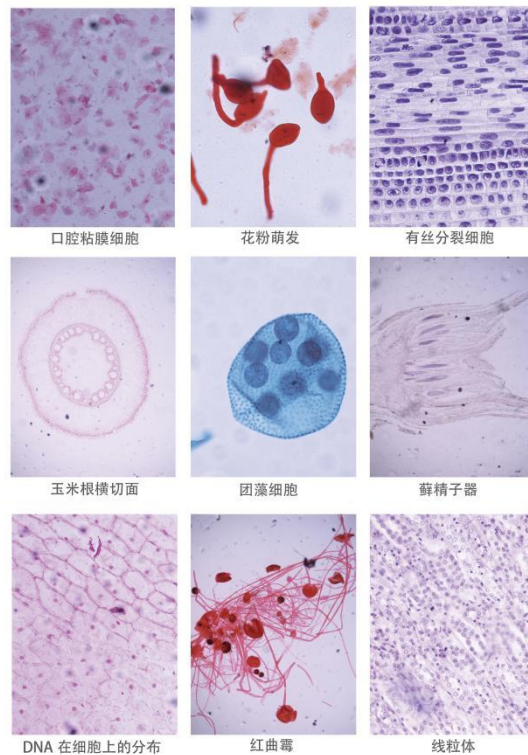 口腔粘膜细胞
花粉萌发
有丝分裂细胞
玉米根横切面
团藻细胞
藓精子器
DNA 在细胞上的分布
红曲霉
线粒体